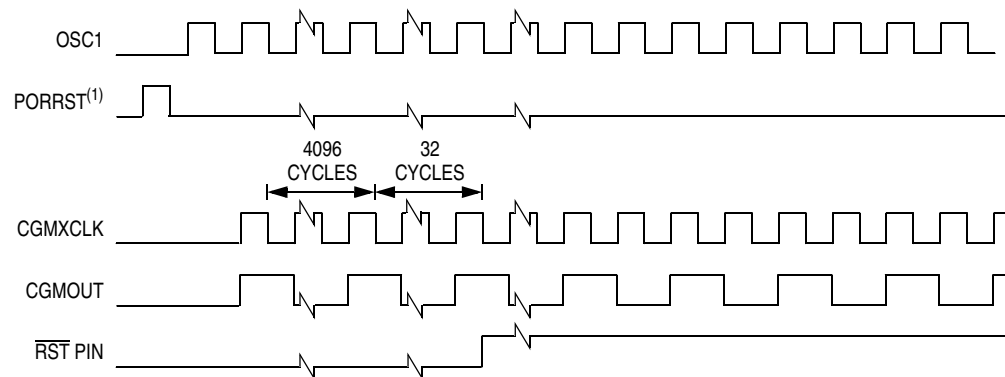 OSC1
PORRST(1)
4096
CYCLES
32
CYCLES
CGMXCLK
CGMOUT
RST PIN